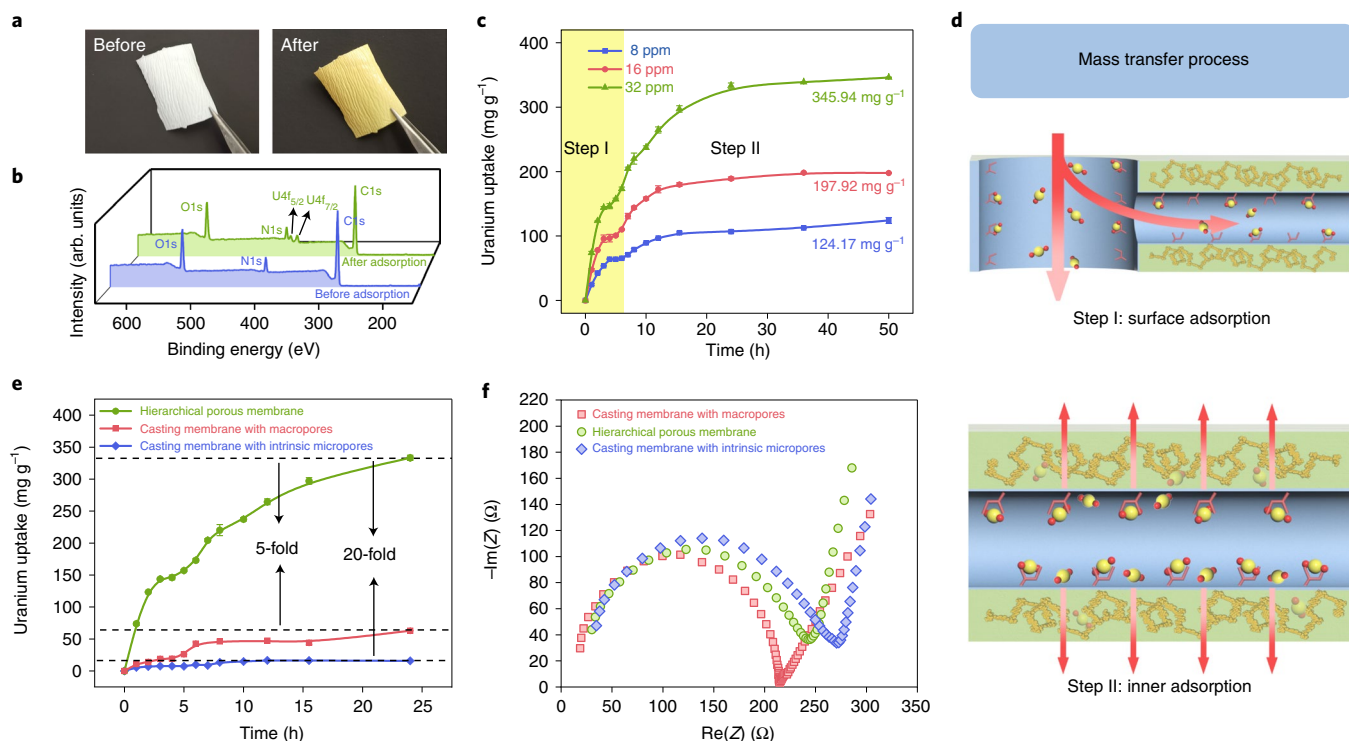 a
Before
After
b
Intensity (arb. units)
O1s
N1s
U4f5/2
U4f7/2
C1s
After adsorption
O1s
N1s
C1s
Before adsorption
600 500 400 300 200
Binding energy (eV)
c
Uranium uptake (mg g−1)
400
300
200
100
0
8 ppm
16 ppm
32 ppm
Step I
Step II
345.94 mg g−1
197.92 mg g−1
124.17 mg g−1
0 10 20 30 40 50
Time (h)
d
Mass transfer process
Step I: surface adsorption
Step II: inner adsorption
e
Uranium uptake (mg g−1)
400
350
300
250
200
150
100
50
0
Hierarchical porous membrane
Casting membrane with macropores
Casting membrane with intrinsic micropores
5-fold
20-fold
0 5 10 15 20 25
Time (h)
f
−Im(Z) (Ω)
220
200
180
160
140
120
100
80
60
40
20
0
Casting membrane with macropores
Hierarchical porous membrane
Casting membrane with intrinsic micropores
0 50 100 150 200 250 300 350
Re(Z) (Ω)